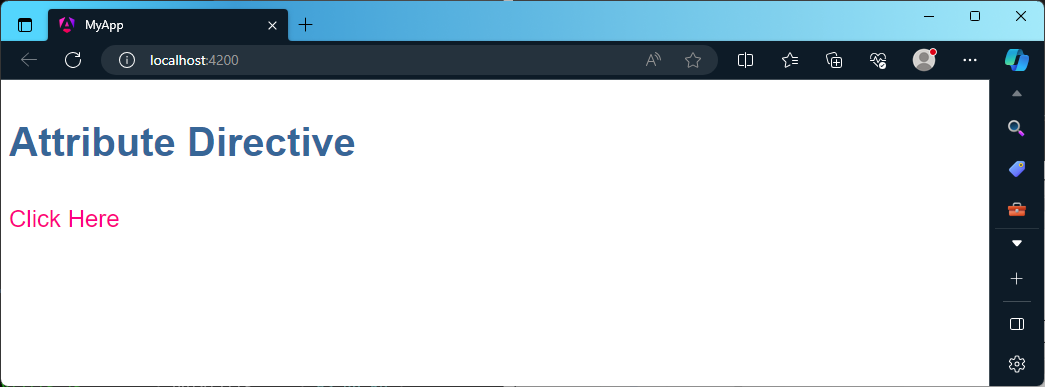 MyApp
localhost:4200
Attribute Directive
Click Here